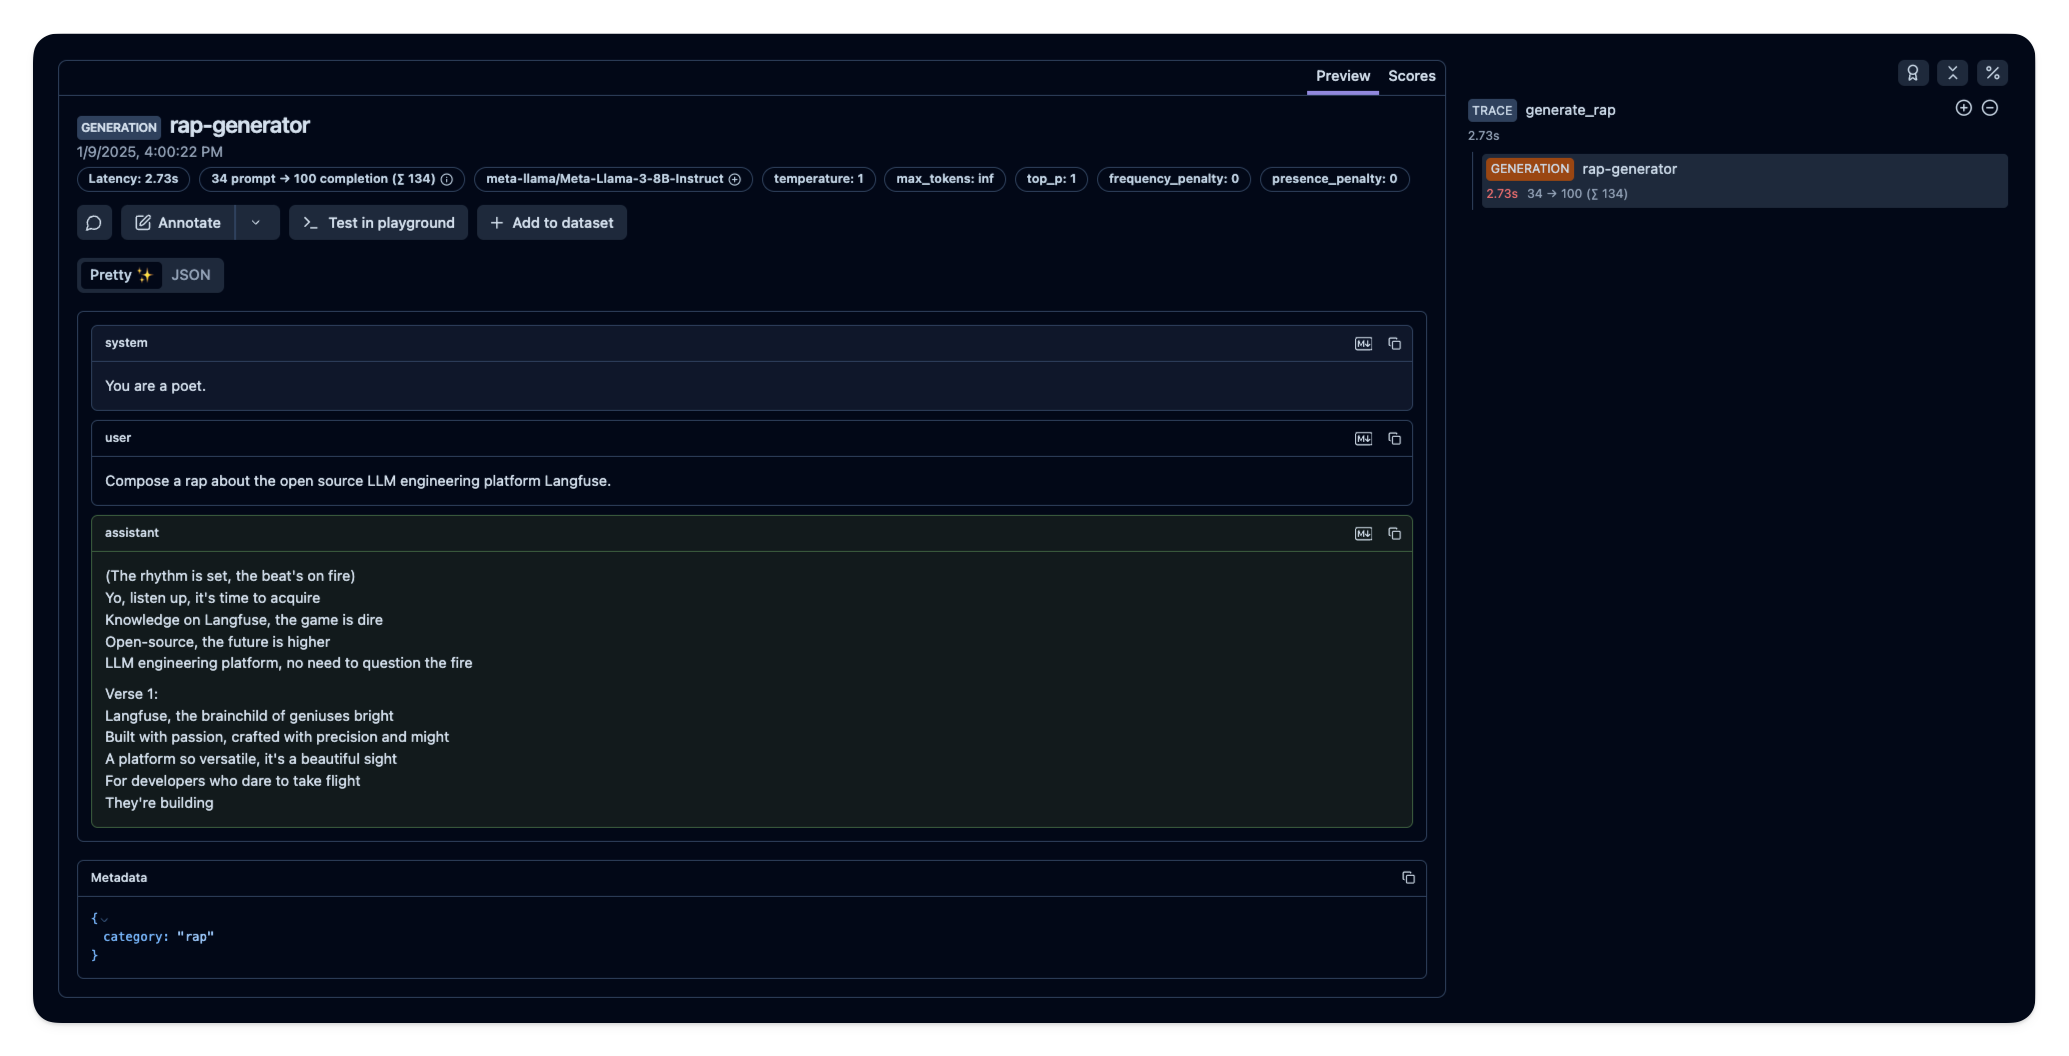 Preview Scores
GENERATION rap-generator
1/9/2025, 4:00:22 PM
Latency: 2.73s 34 prompt → 100 completion (∑ 134) meta-llama/Meta-Llama-3-8B-Instruct temperature: 1 max_tokens: inf top_p: 1 frequency_penalty: 0 presence_penalty: 0
Annotate Test in playground Add to dataset
Pretty ✨ JSON
system
You are a poet.
user
Compose a rap about the open source LLM engineering platform Langfuse.
assistant
(The rhythm is set, the beat's on fire)
Yo, listen up, it's time to acquire
Knowledge on Langfuse, the game is dire
Open-source, the future is higher
LLM engineering platform, no need to question the fire
Verse 1:
Langfuse, the brainchild of geniuses bright
Built with passion, crafted with precision and might
A platform so versatile, it's a beautiful sight
For developers who dare to take flight
They're building
Metadata
{
category: "rap"
}
TRACE generate_rap
2.73s
GENERATION rap-generator
2.73s 34 → 100 (∑ 134)